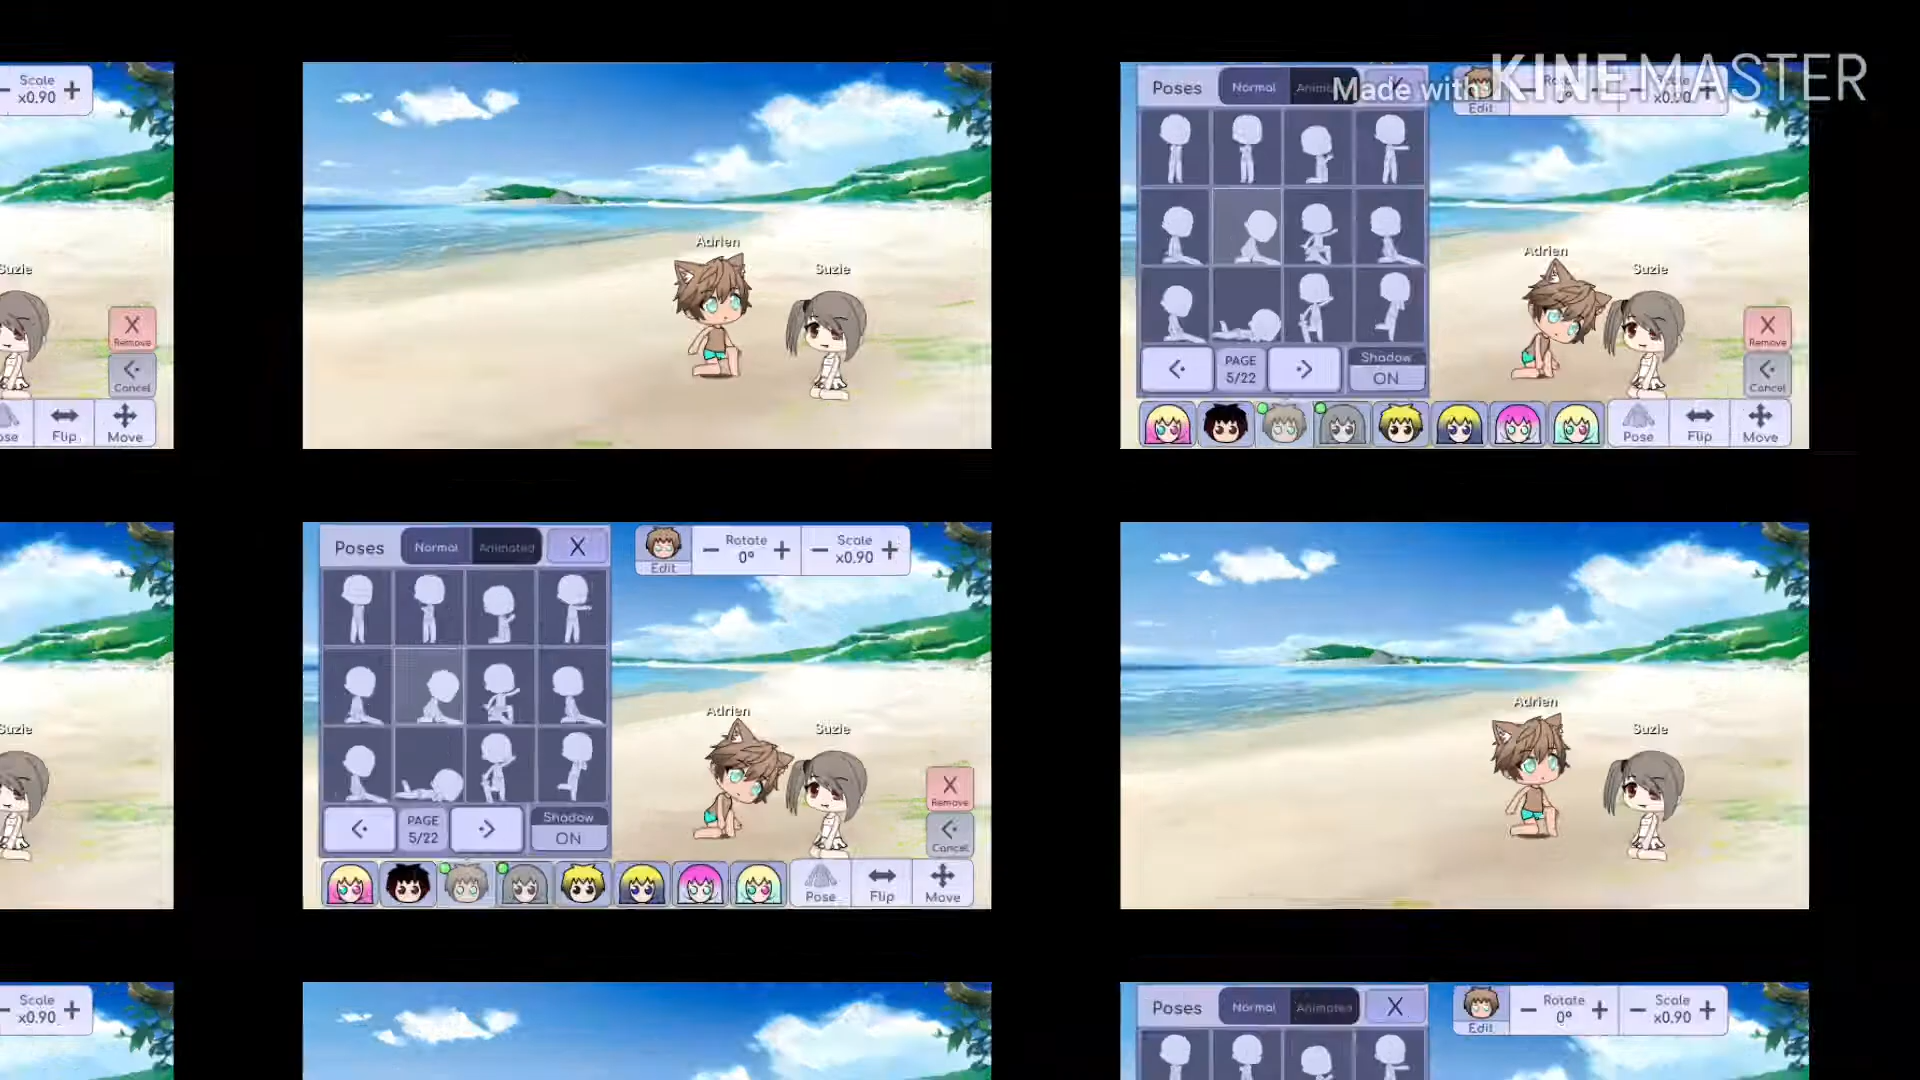 Scale
x0.90
Suzie
X
Remove
Cancel
Flip
Move
Adrien
Suzie
Made with KINEMASTER
Poses
Normal
Edit
x0.90
Adrien
Suzie
PAGE
5/22
Shadow
ON
X
Remove
Cancel
Pose
Flip
Move
Suzie
Poses
Normal
Animated
X
Edit
Rotate
0°
Scale
x0.90
Adrien
Suzie
PAGE
5/22
Shadow
ON
X
Remove
Cancel
Pose
Flip
Move
Adrien
Suzie
Scale
x0.90
Poses
Normal
Animated
X
Edit
Rotate
0°
Scale
x0.90